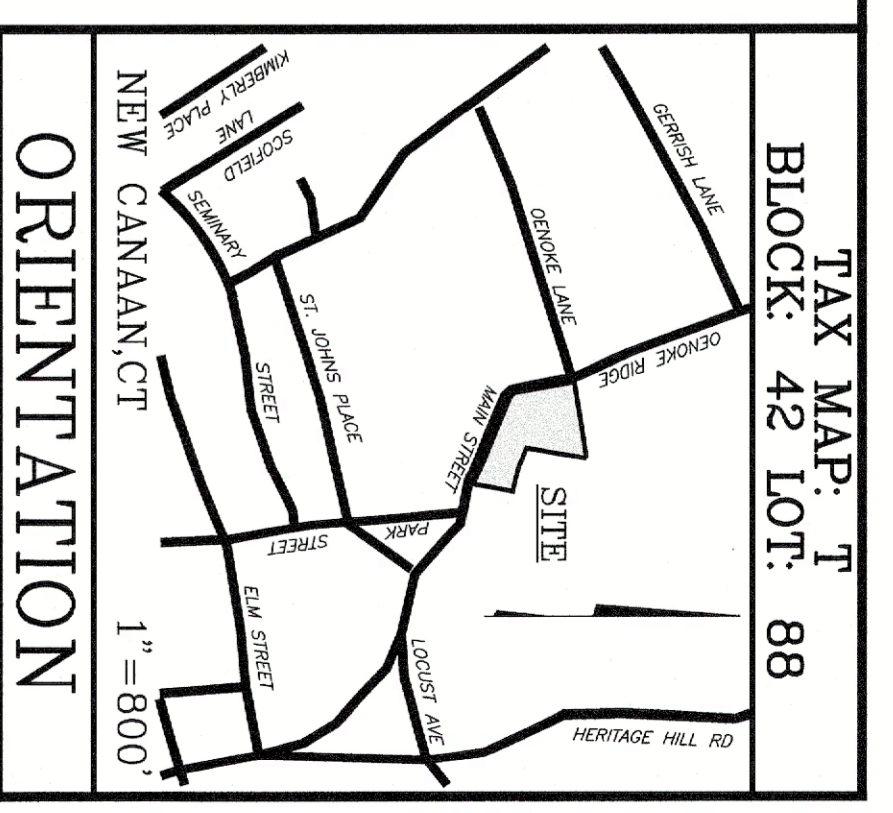 TAX MAP: T
BLOCK: 42 LOT: 88
GERRISH LANE
OENOKE RIDGE
HERITAGE HILL RD
OENOKE LANE
SITE
MAIN STREET
PARK
STREET
LOCUST AVE
ST. JOHNS PLACE
KIMBERLY PLACE
SCOFIELD
LANE
SEMINARY
STREET
ELM STREET
NEW CANAAN,CT
1"=800'
ORIENTATION